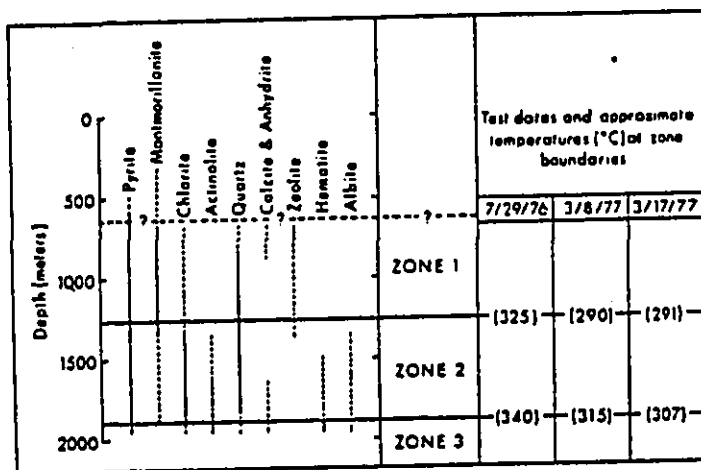 Test dates and approximate
temperatures (°C) at zone
boundaries
7/29/76 3/8/77 3/17/77
Depth (meters)
0
500
1000
1500
2000
Pyrite
Montmorillonite
Chlorite
Actinolite
Quartz
Calcite & Anhydrite
Zeolite
Hematite
Albite
? ? ?
ZONE 1
(325) (290) (291)
ZONE 2
(340) (315) (307)
ZONE 3